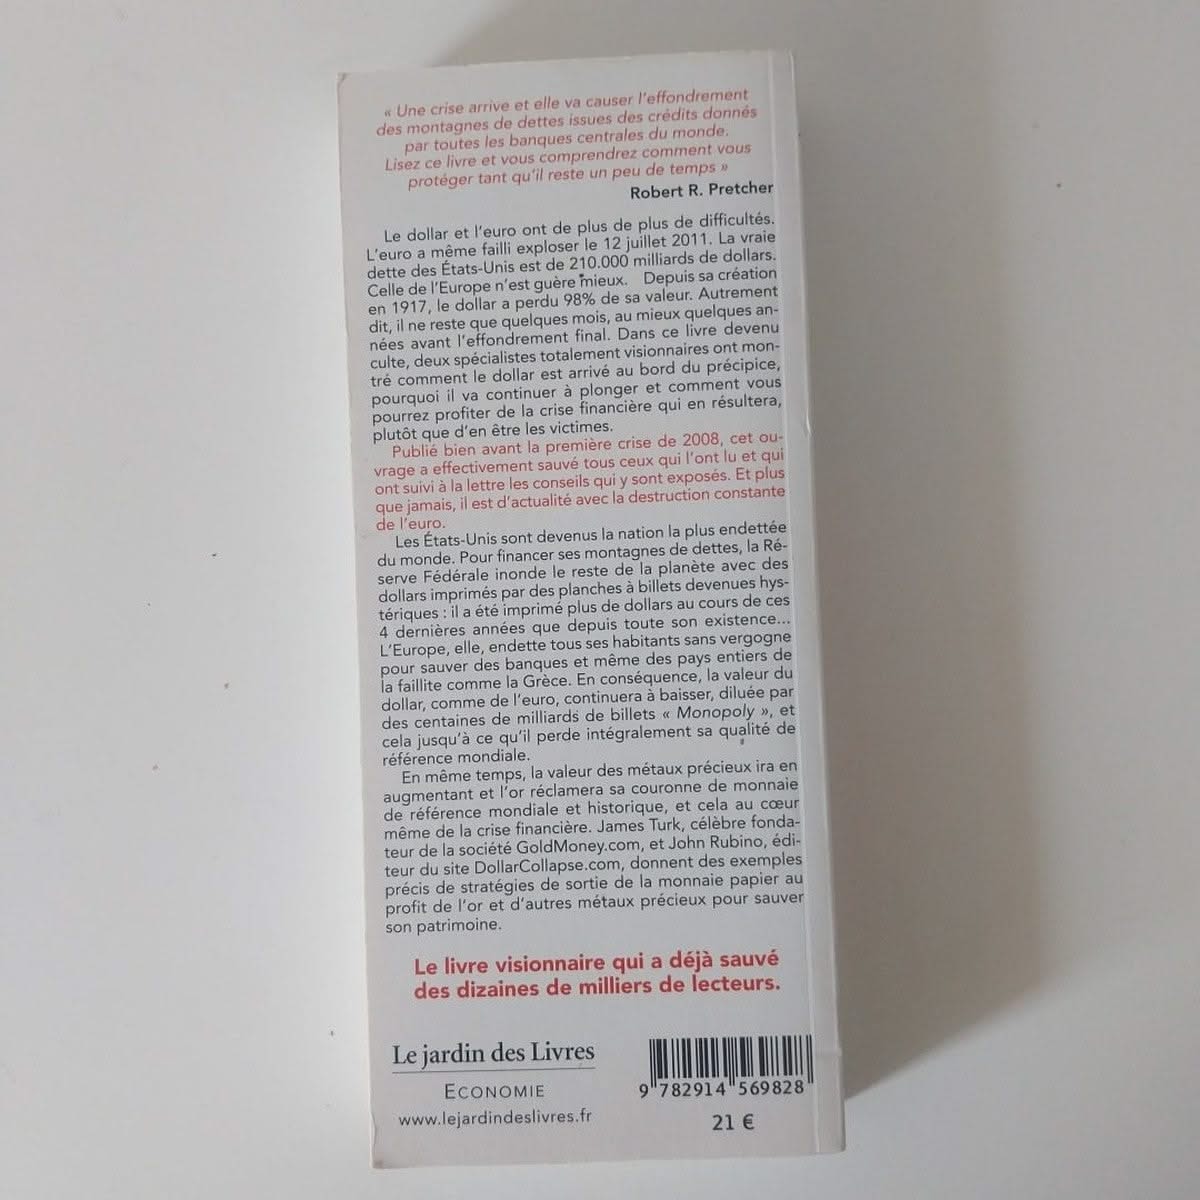 « Une crise arrive et elle va causer l'effondrement
des montagnes de dettes issues des crédits donnés
par toutes les banques centrales du monde.
Lisez ce livre et vous comprendrez comment vous
protéger tant qu'il reste un peu de temps »
Robert R. Pretcher
Le dollar et l'euro ont de plus de plus de difficultés.
L'euro a même failli exploser le 12 juillet 2011. La vraie
dette des États-Unis est de 210.000 milliards de dollars.
Celle de l'Europe n'est guère mieux. Depuis sa création
en 1917, le dollar a perdu 98% de sa valeur. Autrement
dit, il ne reste que quelques mois, au mieux quelques an-
nées avant l'effondrement final. Dans ce livre devenu
culte, deux spécialistes totalement visionnaires ont mon-
tré comment le dollar est arrivé au bord du précipice,
pourquoi il va continuer à plonger et comment vous
pourrez profiter de la crise financière qui en résultera,
plutôt que d'en être les victimes.
Publié bien avant la première crise de 2008, cet ou-
vrage a effectivement sauvé tous ceux qui l'ont lu et qui
ont suivi à la lettre les conseils qui y sont exposés. Et plus
que jamais, il est d'actualité avec la destruction constante
de l'euro.
Les États-Unis sont devenus la nation la plus endettée
du monde. Pour financer ses montagnes de dettes, la Ré-
serve Fédérale inonde le reste de la planète avec des
dollars imprimés par des planches à billets devenues hys-
tériques : il a été imprimé plus de dollars au cours de ces
4 dernières années que depuis toute son existence...
L'Europe, elle, endette tous ses habitants sans vergogne
pour sauver des banques et même des pays entiers de
la faillite comme la Grèce. En conséquence, la valeur du
dollar, comme de l'euro, continuera à baisser, diluée par
des centaines de milliards de billets « Monopoly », et
cela jusqu'à ce qu'il perde intégralement sa qualité de
référence mondiale.
En même temps, la valeur des métaux précieux ira en
augmentant et l'or réclamera sa couronne de monnaie
de référence mondiale et historique, et cela au cœur
même de la crise financière. James Turk, célèbre fonda-
teur de la société GoldMoney.com, et John Rubino, édi-
teur du site DollarCollapse.com, donnent des exemples
précis de stratégies de sortie de la monnaie papier au
profit de l'or et d'autres métaux précieux pour sauver
son patrimoine.
Le livre visionnaire qui a déjà sauvé
des dizaines de milliers de lecteurs.
Le jardin des Livres
ECONOMIE
www.lejardindeslivres.fr
9 782914 569828
21 €